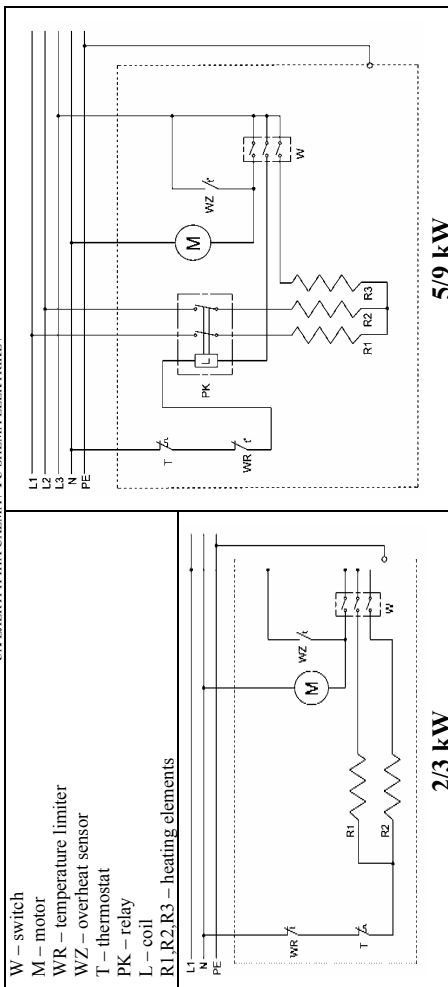 W – switch
M – motor
WR – temperature limiter
WZ – overheat sensor
T – thermostat
PK – relay
L – coil
R1,R2,R3 – heating elements
L1
N
PE
WR
T
R1
R2
M
WZ
W
2/3 kW
L1
L2
L3
N
PE
T
WR
PK
L
M
WZ
W
R1
R2
R3
5/9 kW